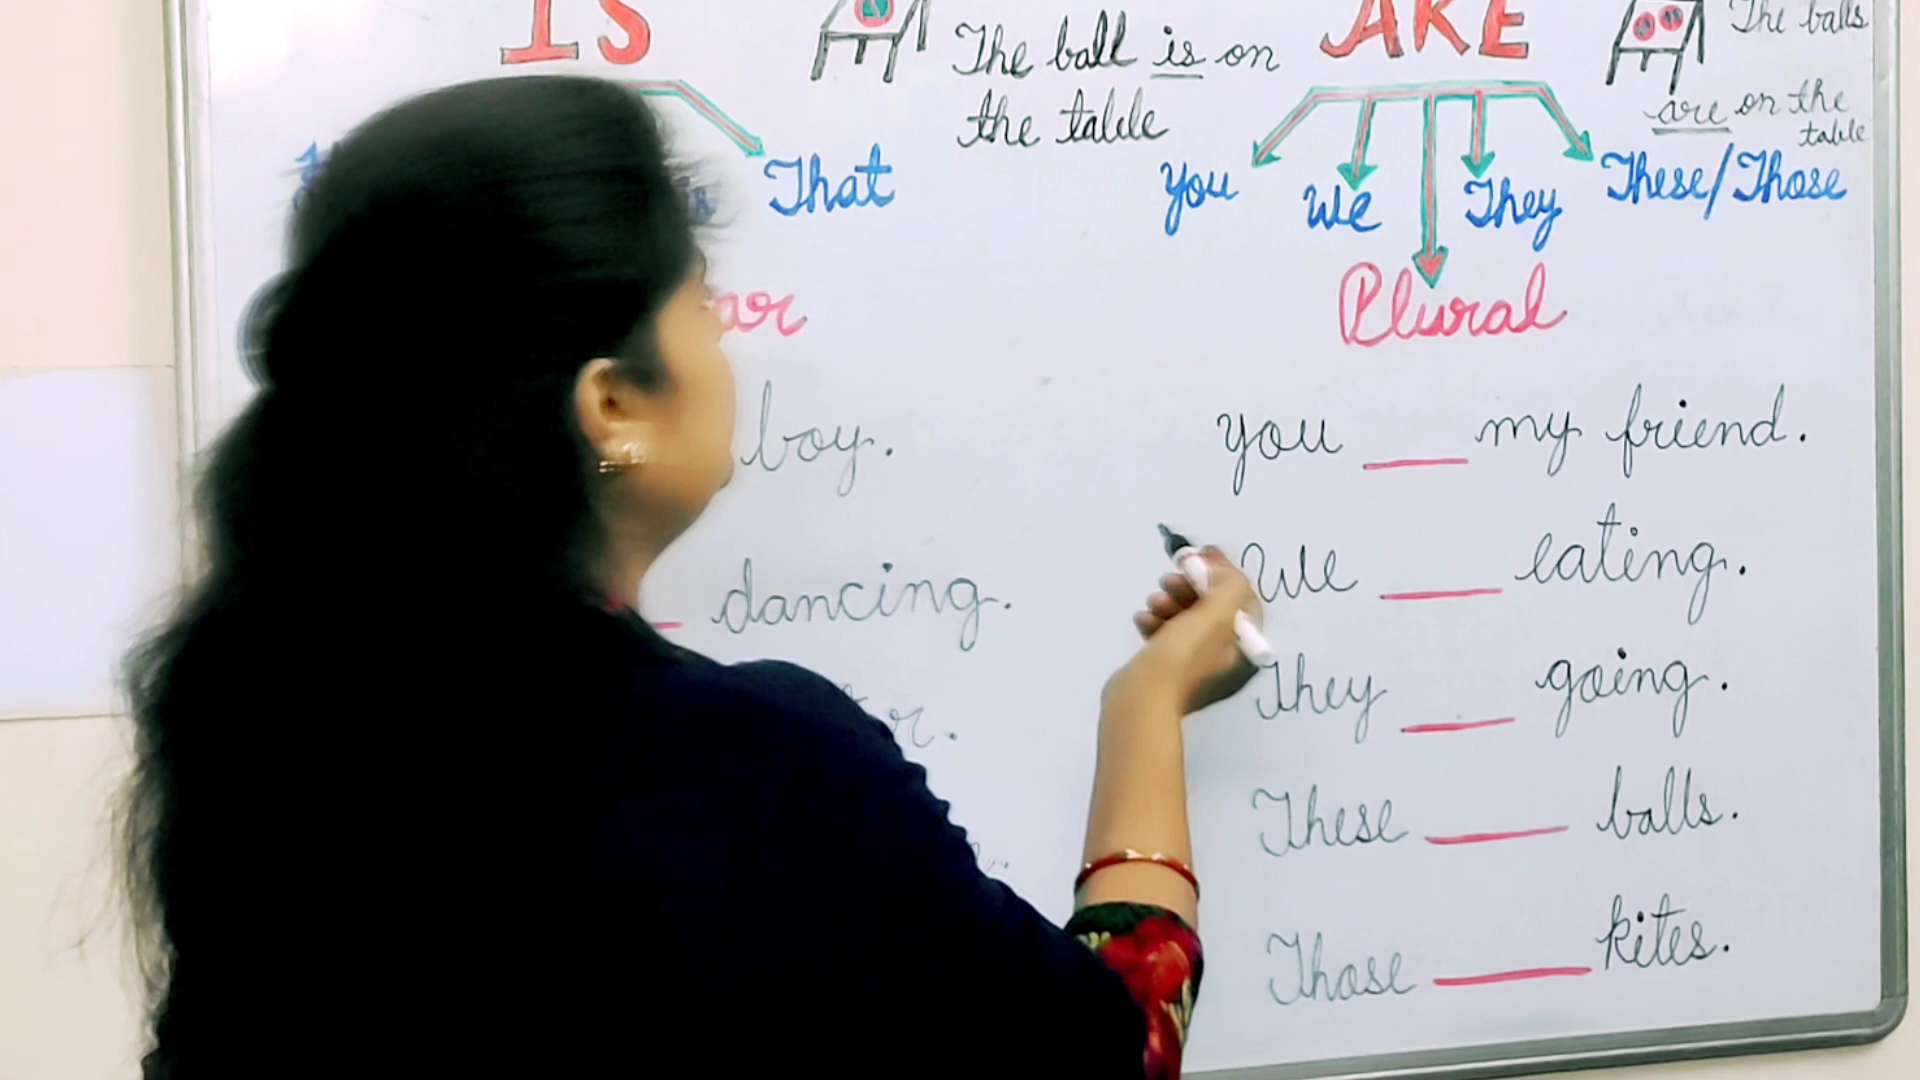 IS
The ball is on
the table
ARE
The balls
are on the
table
That
You
We
They
These/Those
Plural
boy.
dancing.
You ___ my friend.
We ___ eating.
They ___ going.
These ___ balls.
Those ___ kites.